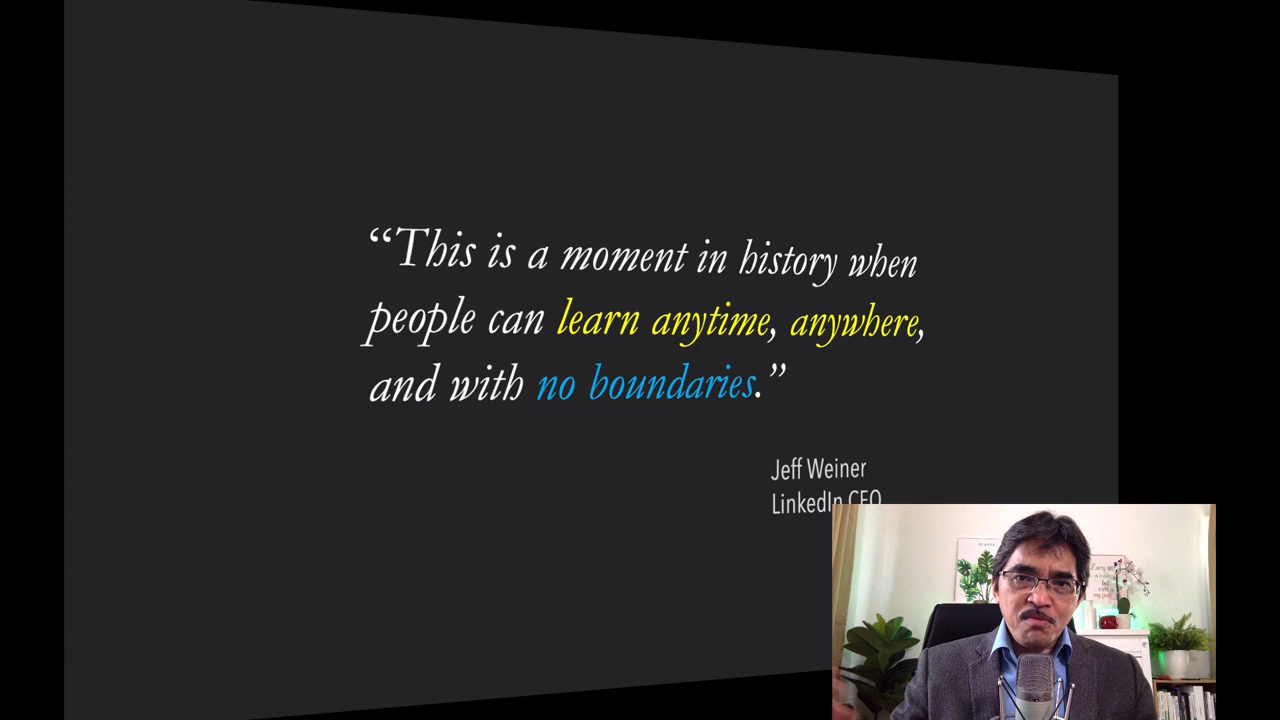 “This is a moment in history when
people can learn anytime, anywhere,
and with no boundaries.”
Jeff Weiner
LinkedIn CEO